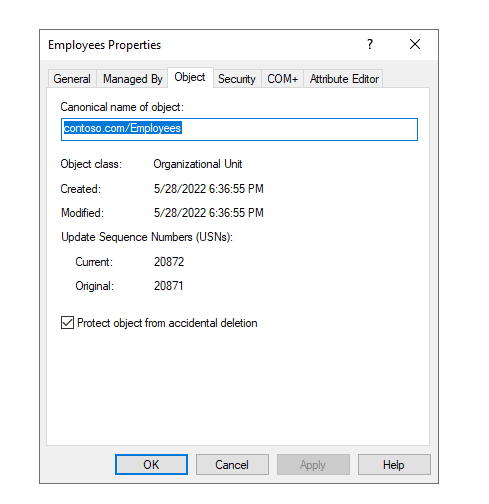 Employees Properties
?
General Managed By Object Security COM+ Attribute Editor
Canonical name of object:
contoso.com/Employees
Object class: Organizational Unit
Created: 5/28/2022 6:36:55 PM
Modified: 5/28/2022 6:36:55 PM
Update Sequence Numbers (USNs):
Current: 20872
Original: 20871
Protect object from accidental deletion
OK Cancel Apply Help